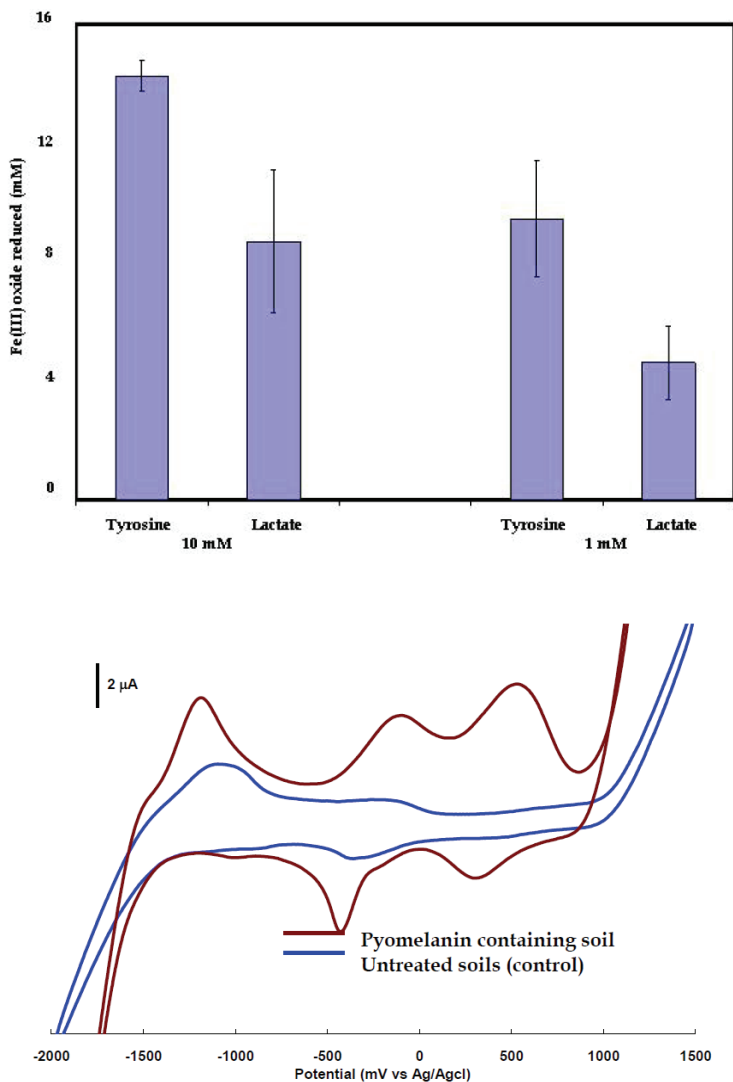 16
12
8
4
0
Fe(III) oxide reduced (mM)
Tyrosine Lactate Tyrosine Lactate
10 mM 1 mM
2 μA
Pyomelanin containing soil
Untreated soils (control)
-2000 -1500 -1000 -500 0 500 1000 1500
Potential (mV vs Ag/Agcl)